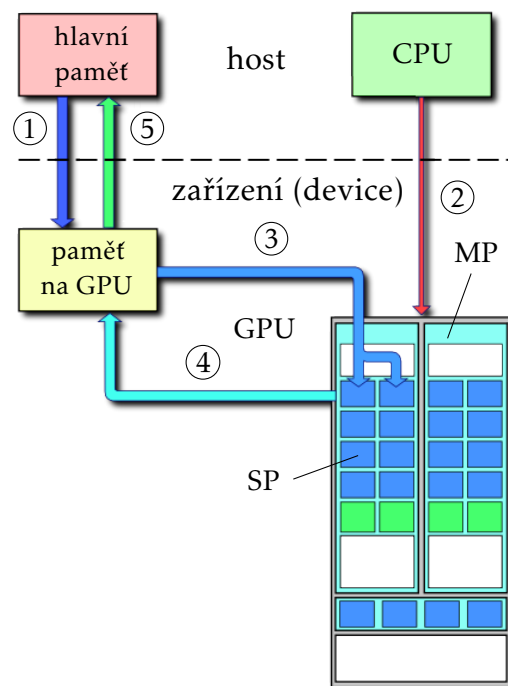 hlavní
paměť
host
CPU
①
⑤
zařízení (device)
②
③
MP
paměť
na GPU
GPU
④
SP